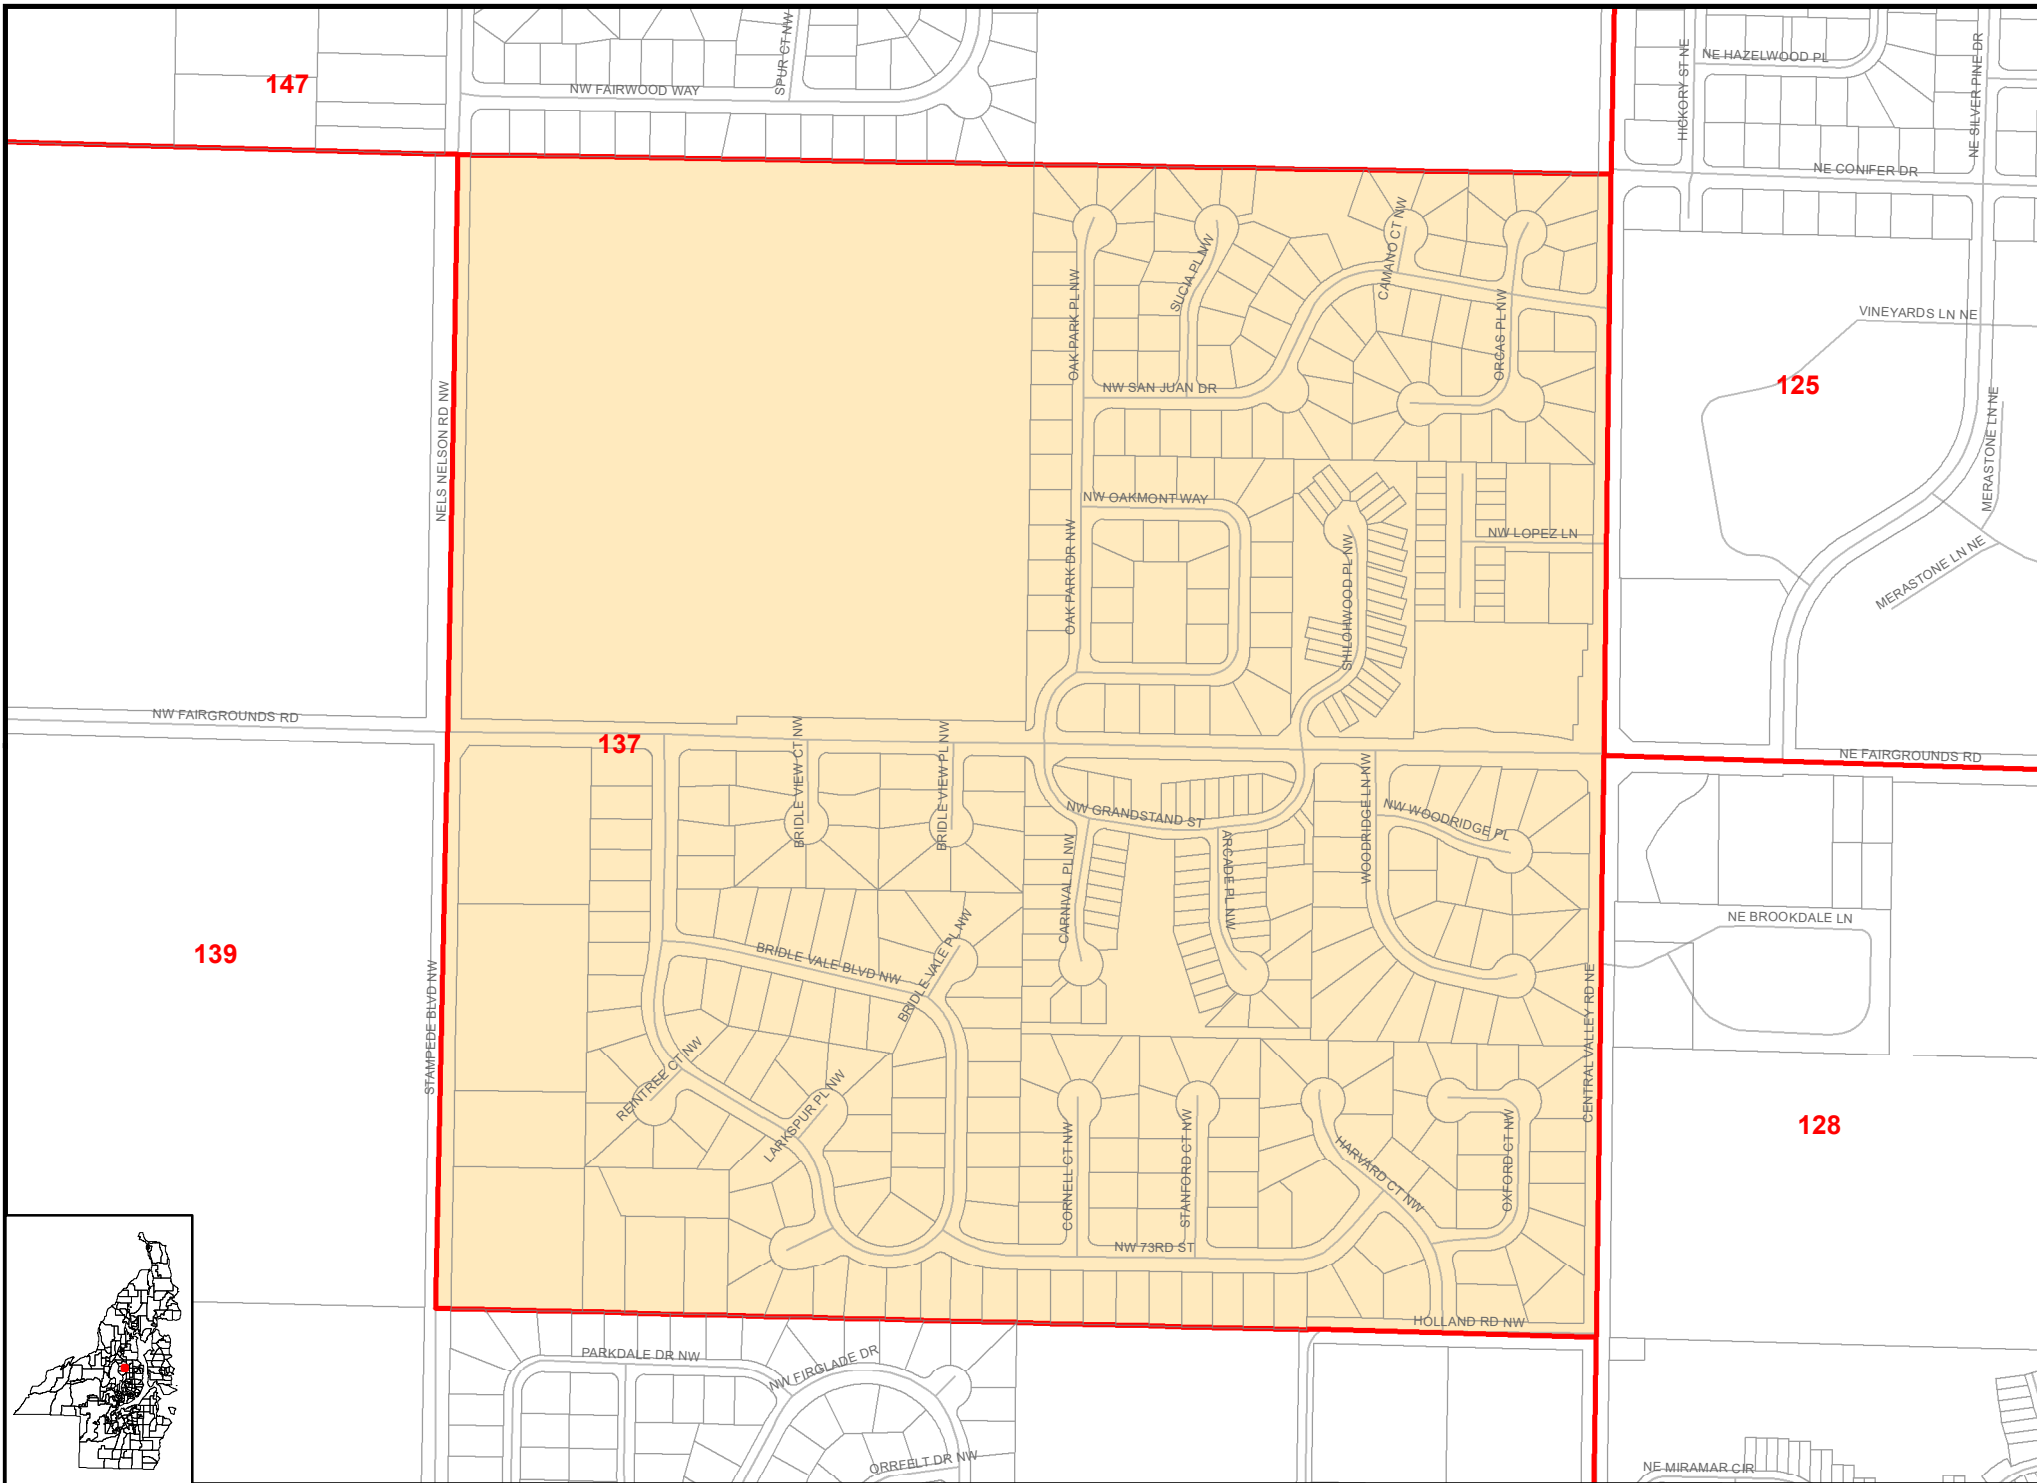 147
SPUR CT NW
NW FAIRWOOD WAY
HICKORY ST NE
NE HAZELWOOD PL
NE SILVER PINE DR
NE CONIFER DR
NELS NELSON RD NW
OAK PARK PL NW
SUCIA PL NW
CAMANO CT NW
ORCAS PL NW
NW SAN JUAN DR
VINEYARDS LN NE
125
MERASTONE LN NE
MERASTONE LN NE
NW OAKMONT WAY
OAK PARK DR NW
SHILOHWOOD PL NW
NW LOPEZ LN
NW FAIRGROUNDS RD
137
NE FAIRGROUNDS RD
BRIDLE VIEW CT NW
BRIDLE VIEW PL NW
NW GRANDSTAND ST
WOODRIDGE LN NW
NW WOODRIDGE PL
CARNIVAL PL NW
ARCADE PL NW
NE BROOKDALE LN
139
BRIDLE VALE BLVD NW
BRIDLE VALE PL NW
STAMPEDE BLVD NW
CENTRAL VALLEY RD NE
REINTREE CT NW
LARKSPUR PL NW
CORNELL CT NW
STANFORD CT NW
HARVARD CT NW
OXFORD CT NW
128
NW 73RD ST
HOLLAND RD NW
PARKDALE DR NW
NW FIRGLADE DR
ORRFELT DR NW
NE MIRAMAR CIR